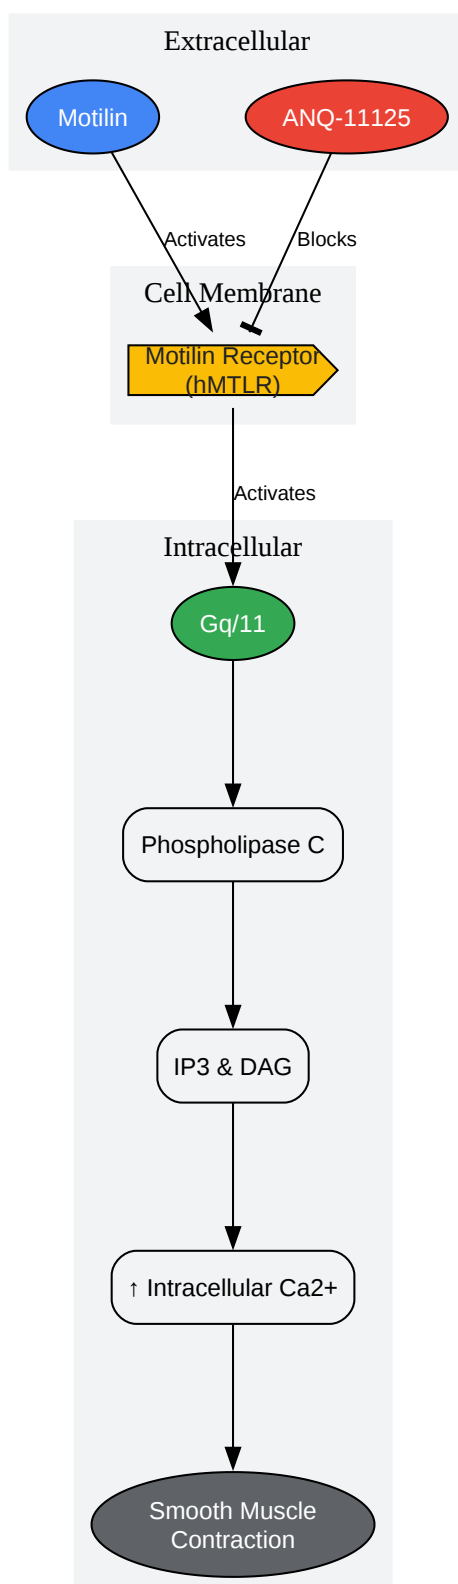 Extracellular
Motilin
ANQ-11125
Activates
Blocks
Cell Membrane
Motilin Receptor
(hMTLR)
Activates
Intracellular
Gq/11
Phospholipase C
IP3 & DAG
↑ Intracellular Ca2+
Smooth Muscle
Contraction